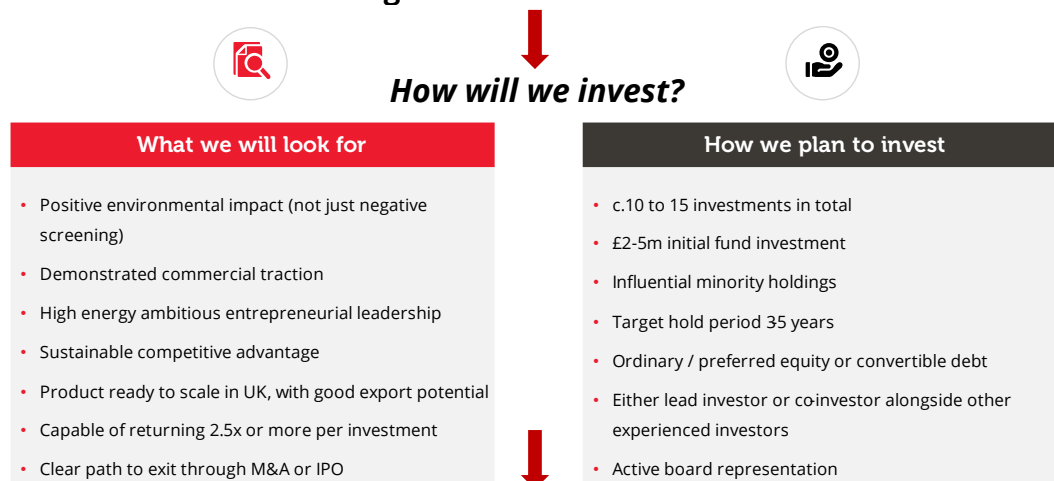 How will we invest?
What we will look for
• Positive environmental impact (not just negative
screening)
• Demonstrated commercial traction
• High energy ambitious entrepreneurial leadership
• Sustainable competitive advantage
• Product ready to scale in UK, with good export potential
• Capable of returning 2.5x or more per investment
• Clear path to exit through M&A or IPO
How we plan to invest
• c.10 to 15 investments in total
• £2-5m initial fund investment
• Influential minority holdings
• Target hold period 35 years
• Ordinary / preferred equity or convertible debt
• Either lead investor or co-investor alongside other
experienced investors
• Active board representation